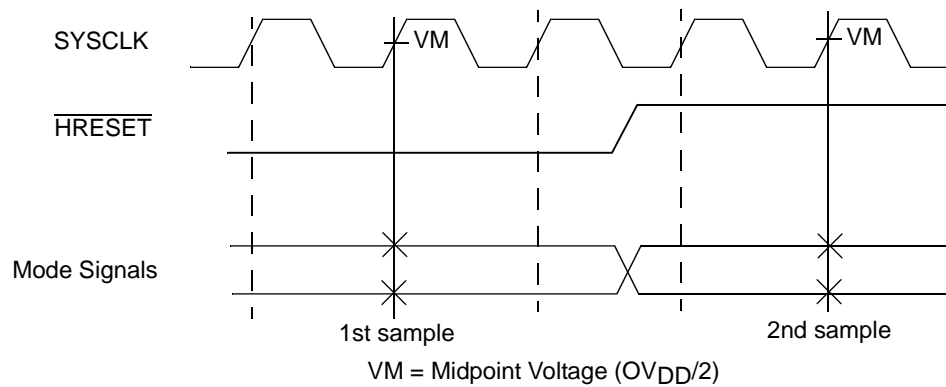 SYSCLK
VM
VM
HRESET
Mode Signals
1st sample
2nd sample
VM = Midpoint Voltage (OVDD/2)